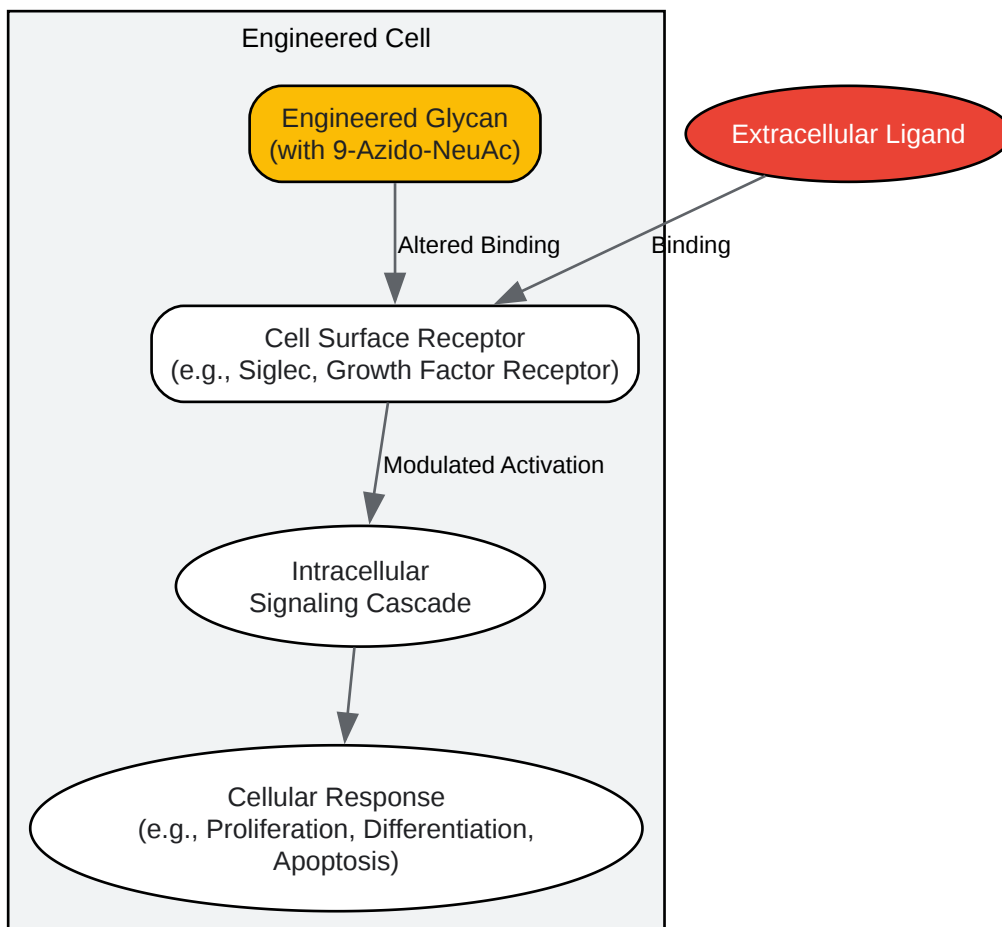 Engineered Cell
Engineered Glycan
(with 9-Azido-NeuAc)
Extracellular Ligand
Altered Binding
Binding
Cell Surface Receptor
(e.g., Siglec, Growth Factor Receptor)
Modulated Activation
Intracellular
Signaling Cascade
Cellular Response
(e.g., Proliferation, Differentiation,
Apoptosis)